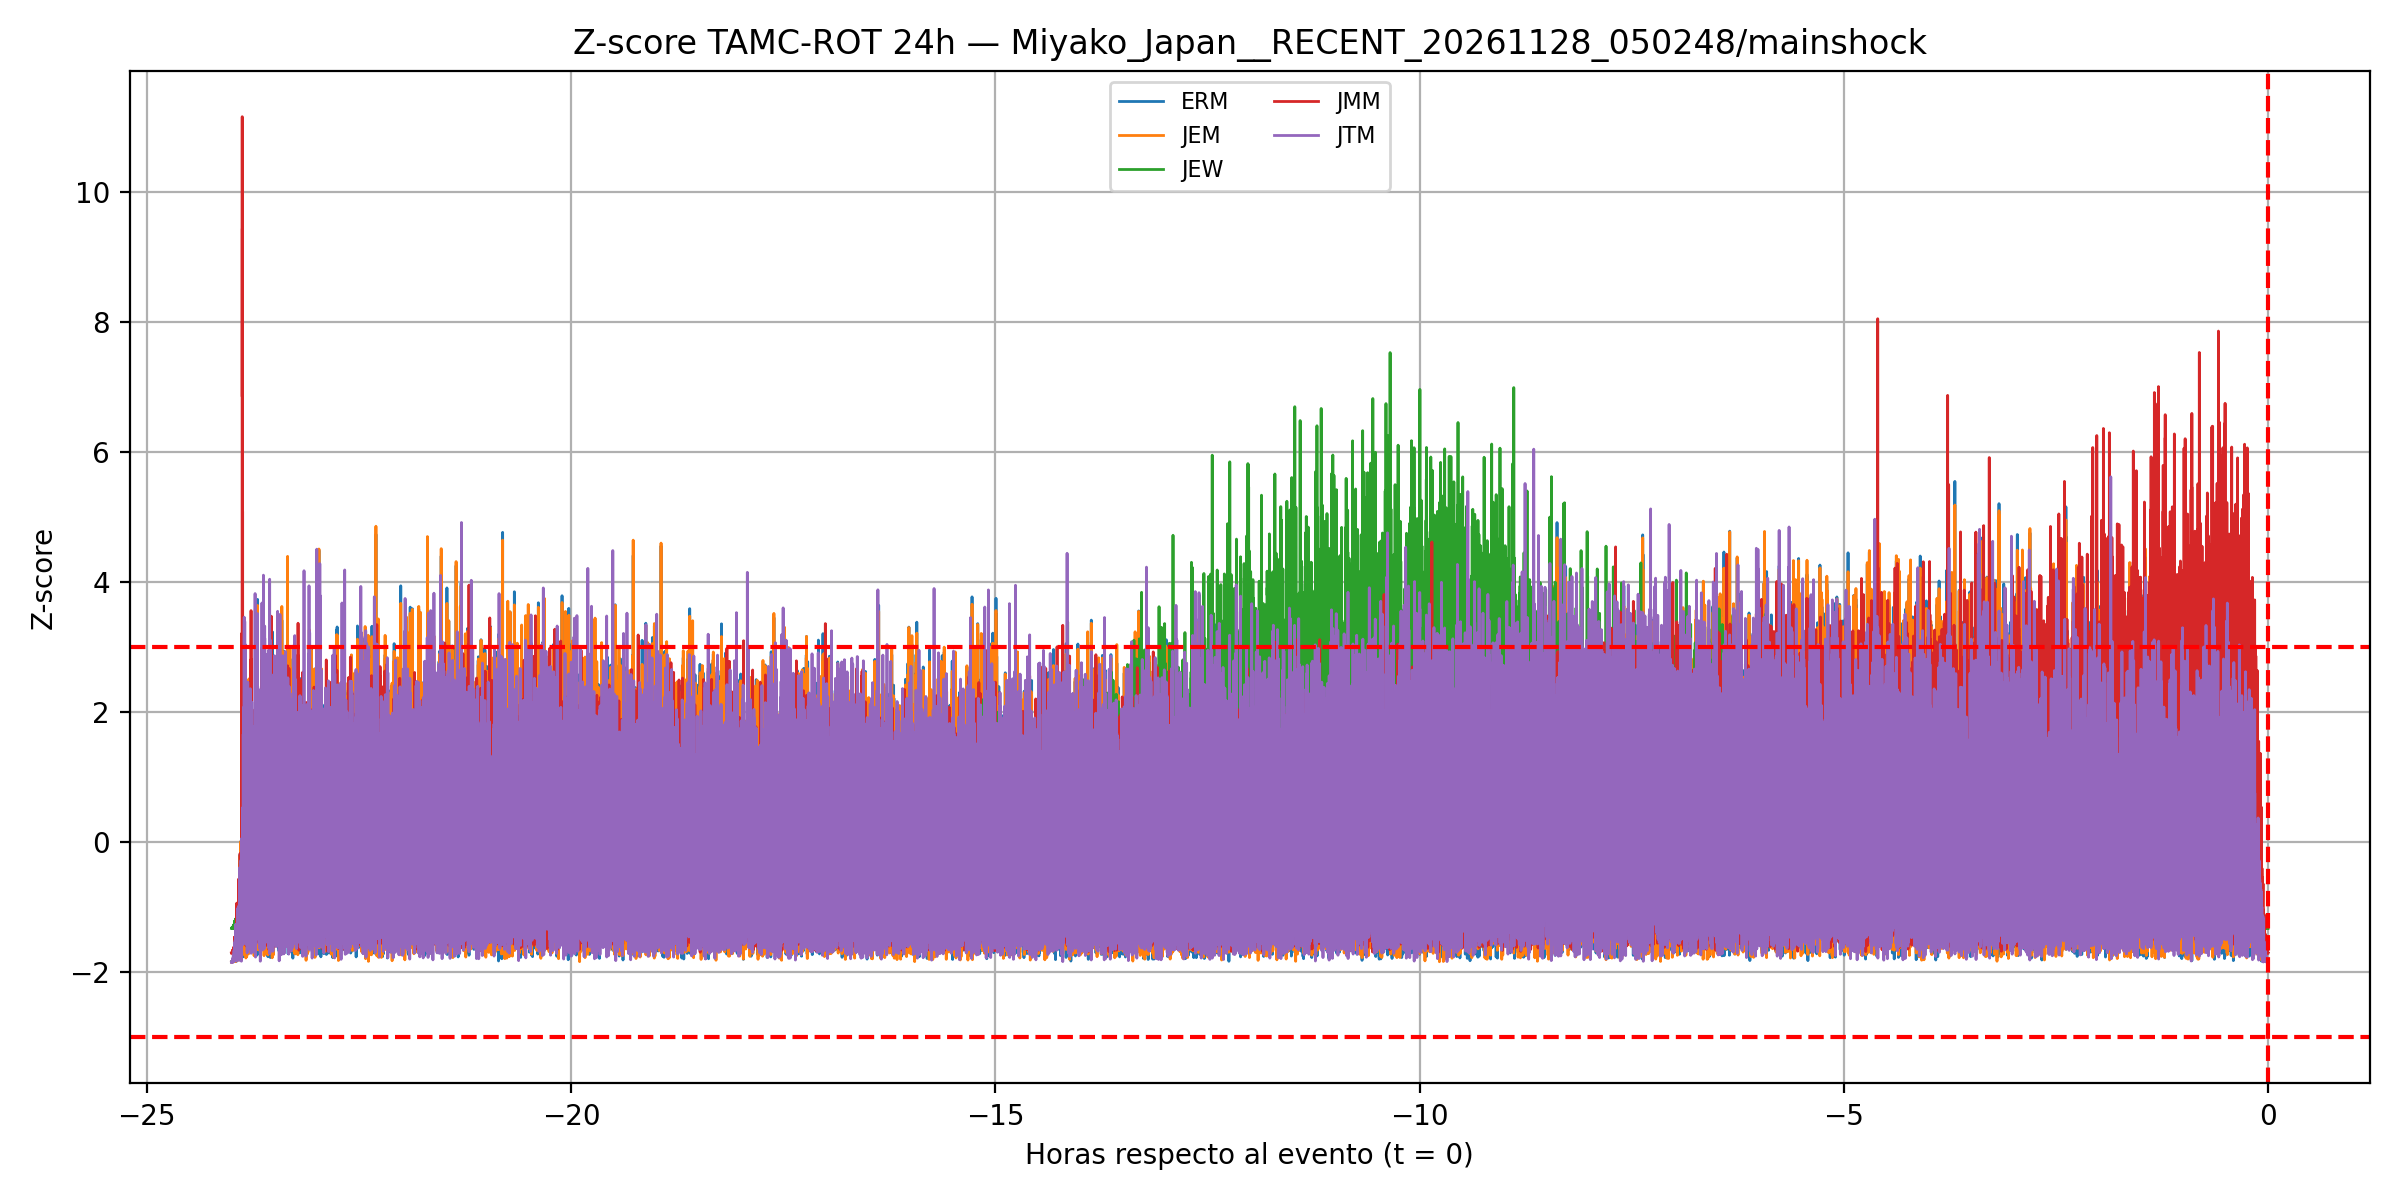 Z-score TAMC-ROT 24h — Miyako_Japan__RECENT_20261128_050248/mainshock
ERM
JEM
JEW
JMM
JTM
Z-score
10
8
6
4
2
0
−2
−25
−20
−15
−10
−5
0
Horas respecto al evento (t = 0)